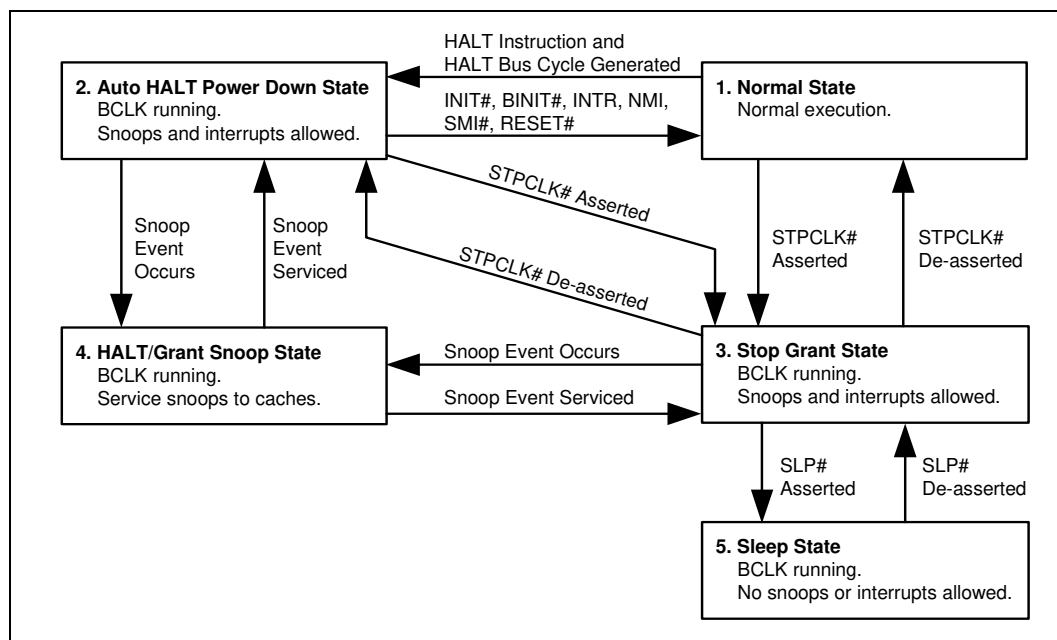 HALT Instruction and
HALT Bus Cycle Generated
2. Auto HALT Power Down State
BCLK running.
Snoops and interrupts allowed.
INIT#, BINIT#, INTR, NMI,
SMI#, RESET#
1. Normal State
Normal execution.
STPCLK# Asserted
STPCLK# De-asserted
Snoop
Event
Occurs
Snoop
Event
Serviced
STPCLK#
Asserted
STPCLK#
De-asserted
4. HALT/Grant Snoop State
BCLK running.
Service snoops to caches.
Snoop Event Occurs
Snoop Event Serviced
3. Stop Grant State
BCLK running.
Snoops and interrupts allowed.
SLP#
Asserted
SLP#
De-asserted
5. Sleep State
BCLK running.
No snoops or interrupts allowed.